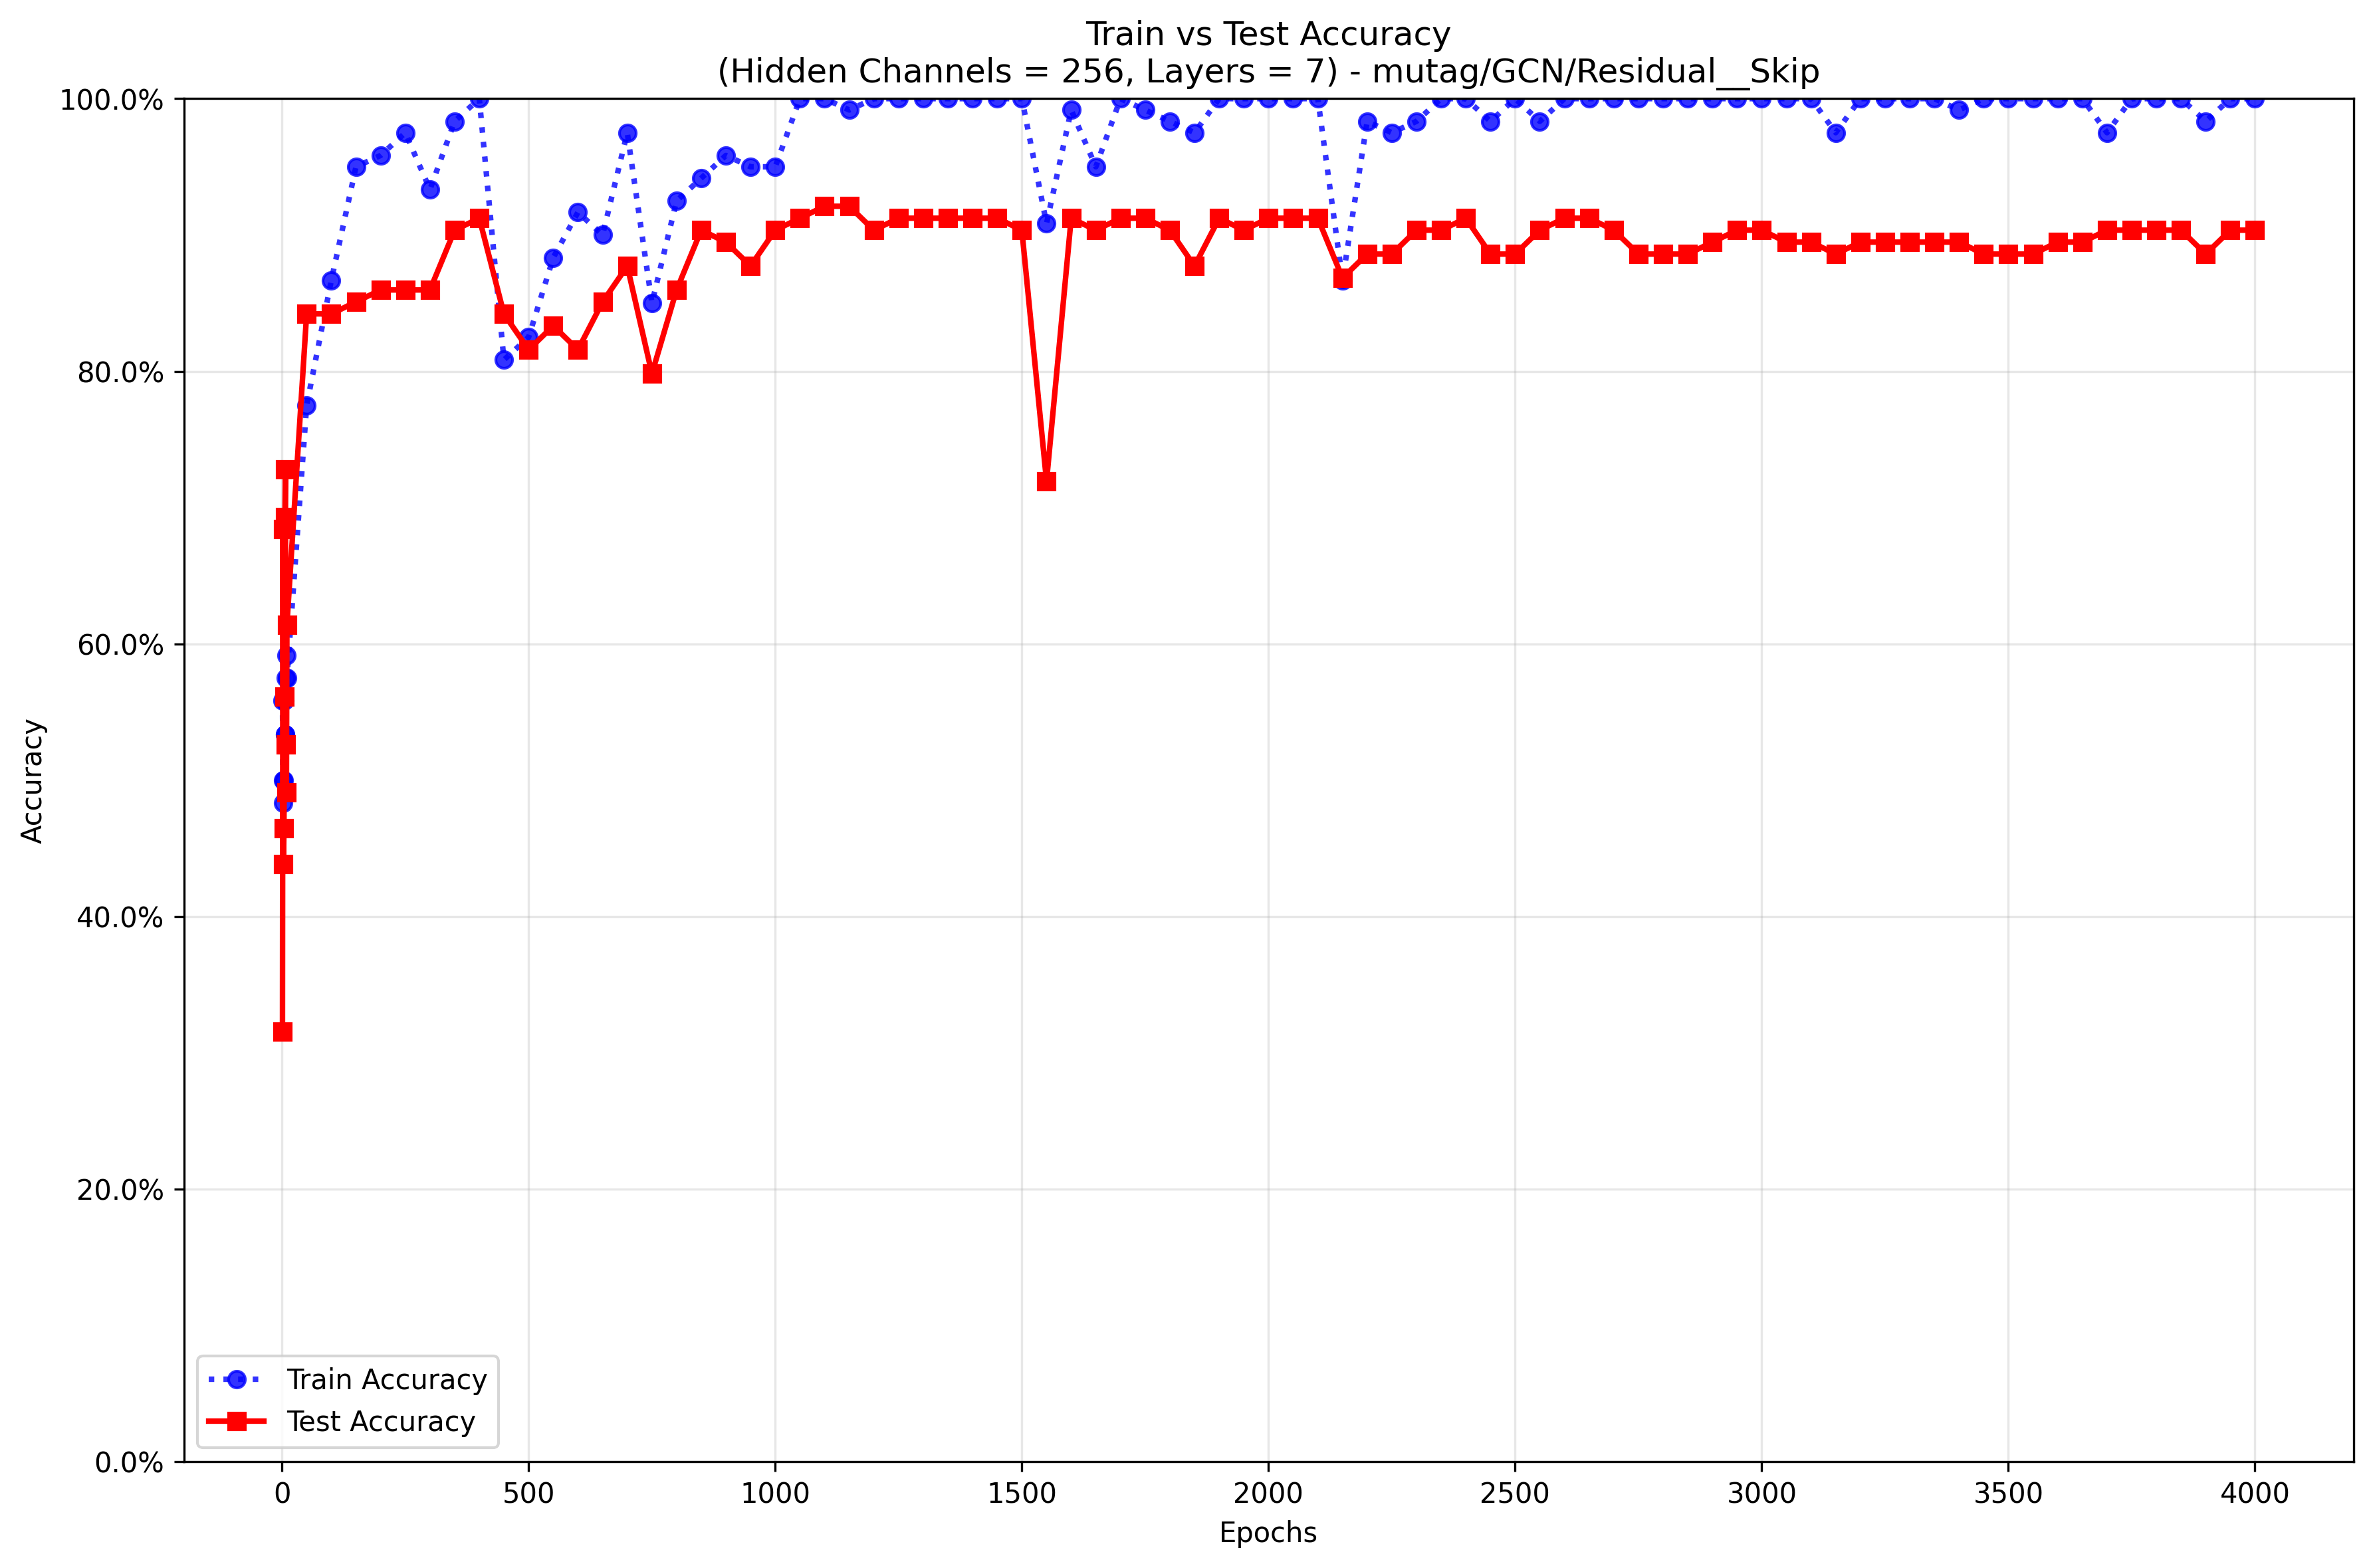 Train vs Test Accuracy
(Hidden Channels = 256, Layers = 7) - mutag/GCN/Residual__Skip
100.0%
80.0%
60.0%
40.0%
20.0%
0.0%
Accuracy
Train Accuracy
Test Accuracy
0 500 1000 1500 2000 2500 3000 3500 4000
Epochs